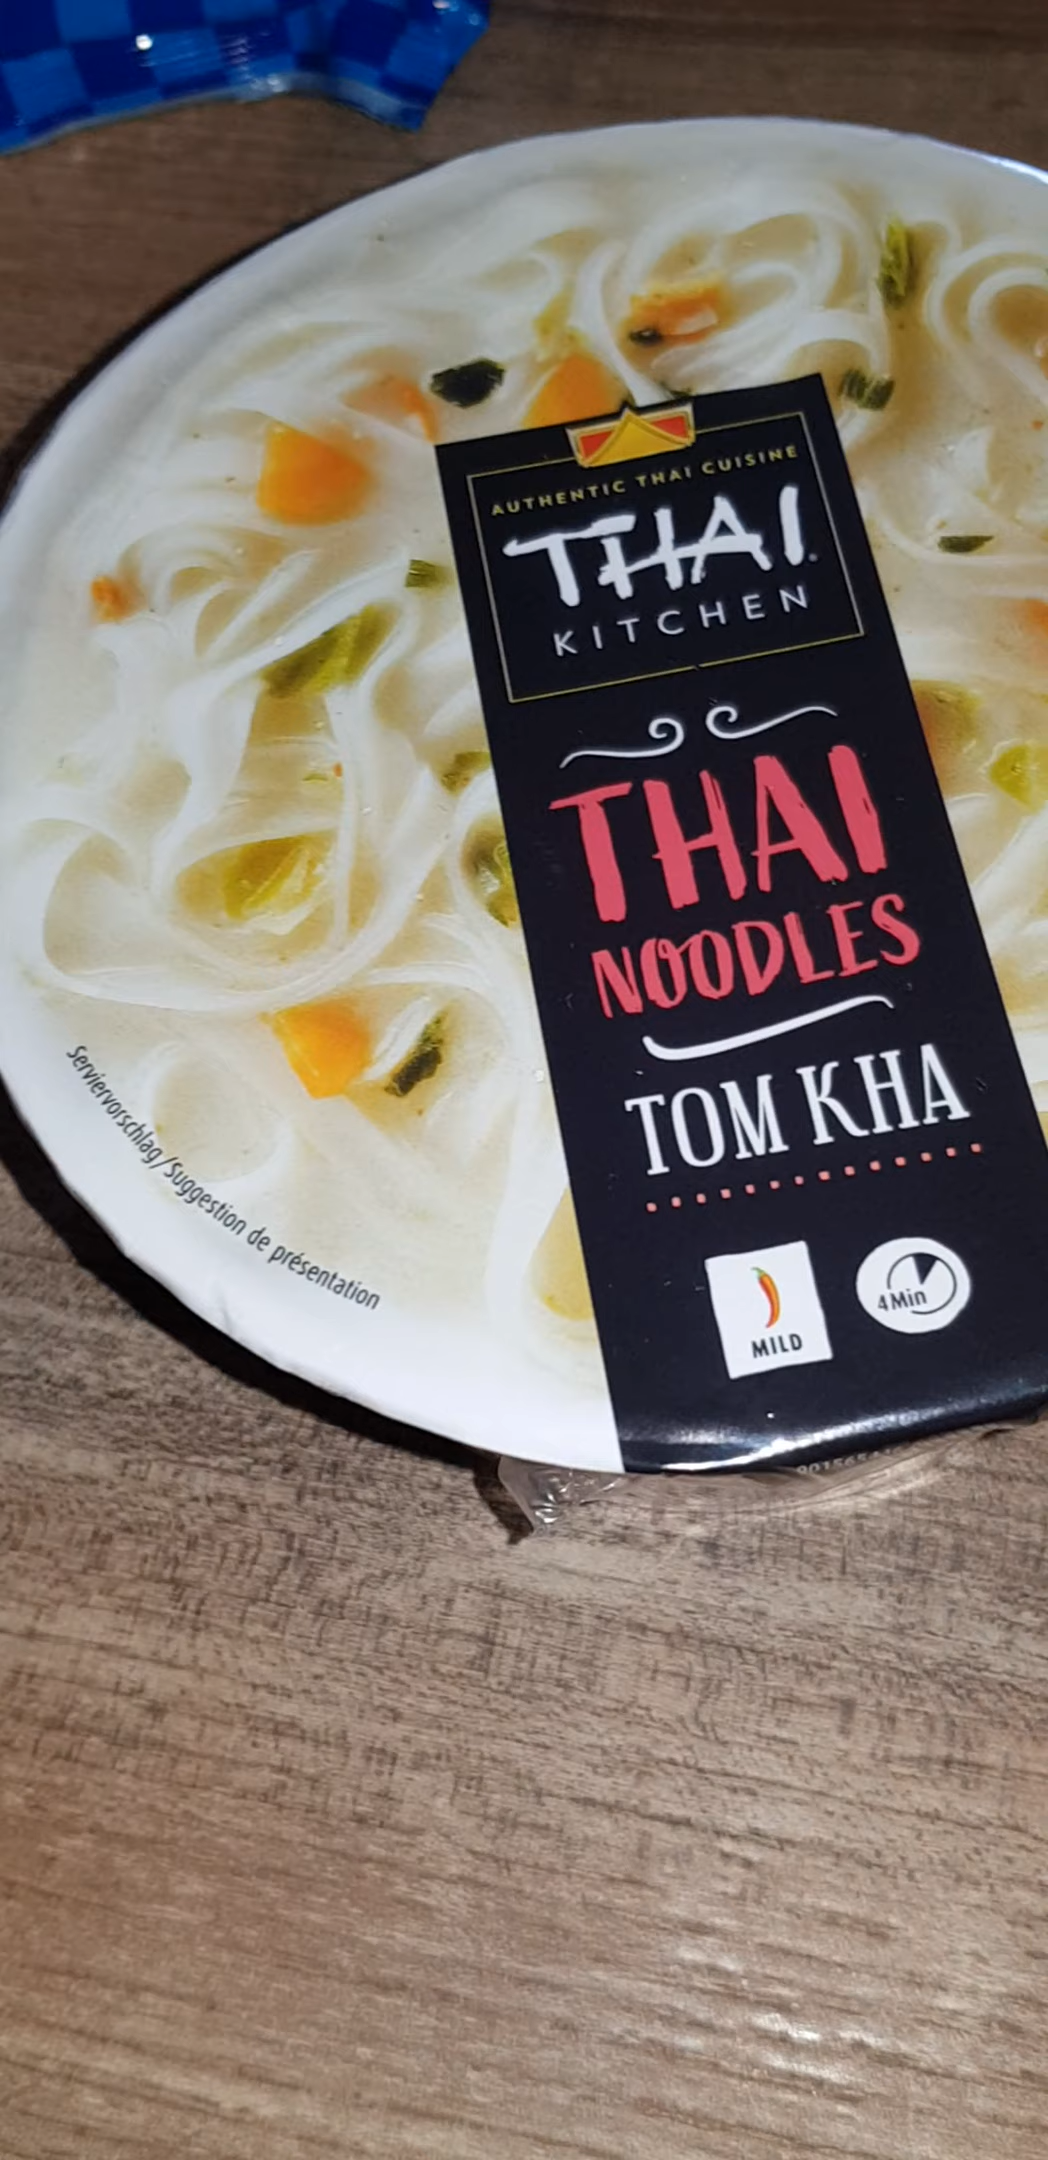 AUTHENTIC THAI CUISINE
THAI
KITCHEN
THAI
NOODLES
TOM KHA
MILD
4 Min
Serviervorschlag/Suggestion de présentation